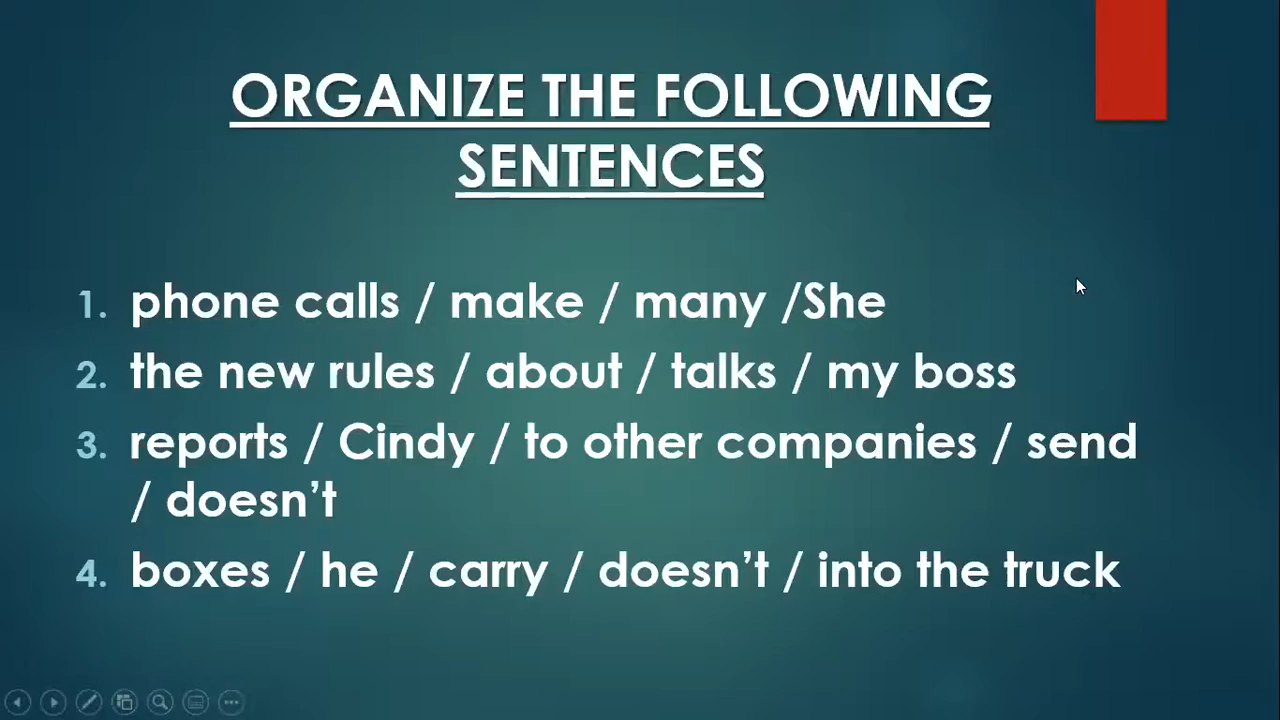 ORGANIZE THE FOLLOWING
SENTENCES
1. phone calls / make / many /She
2. the new rules / about / talks / my boss
3. reports / Cindy / to other companies / send
/ doesn’t
4. boxes / he / carry / doesn’t / into the truck